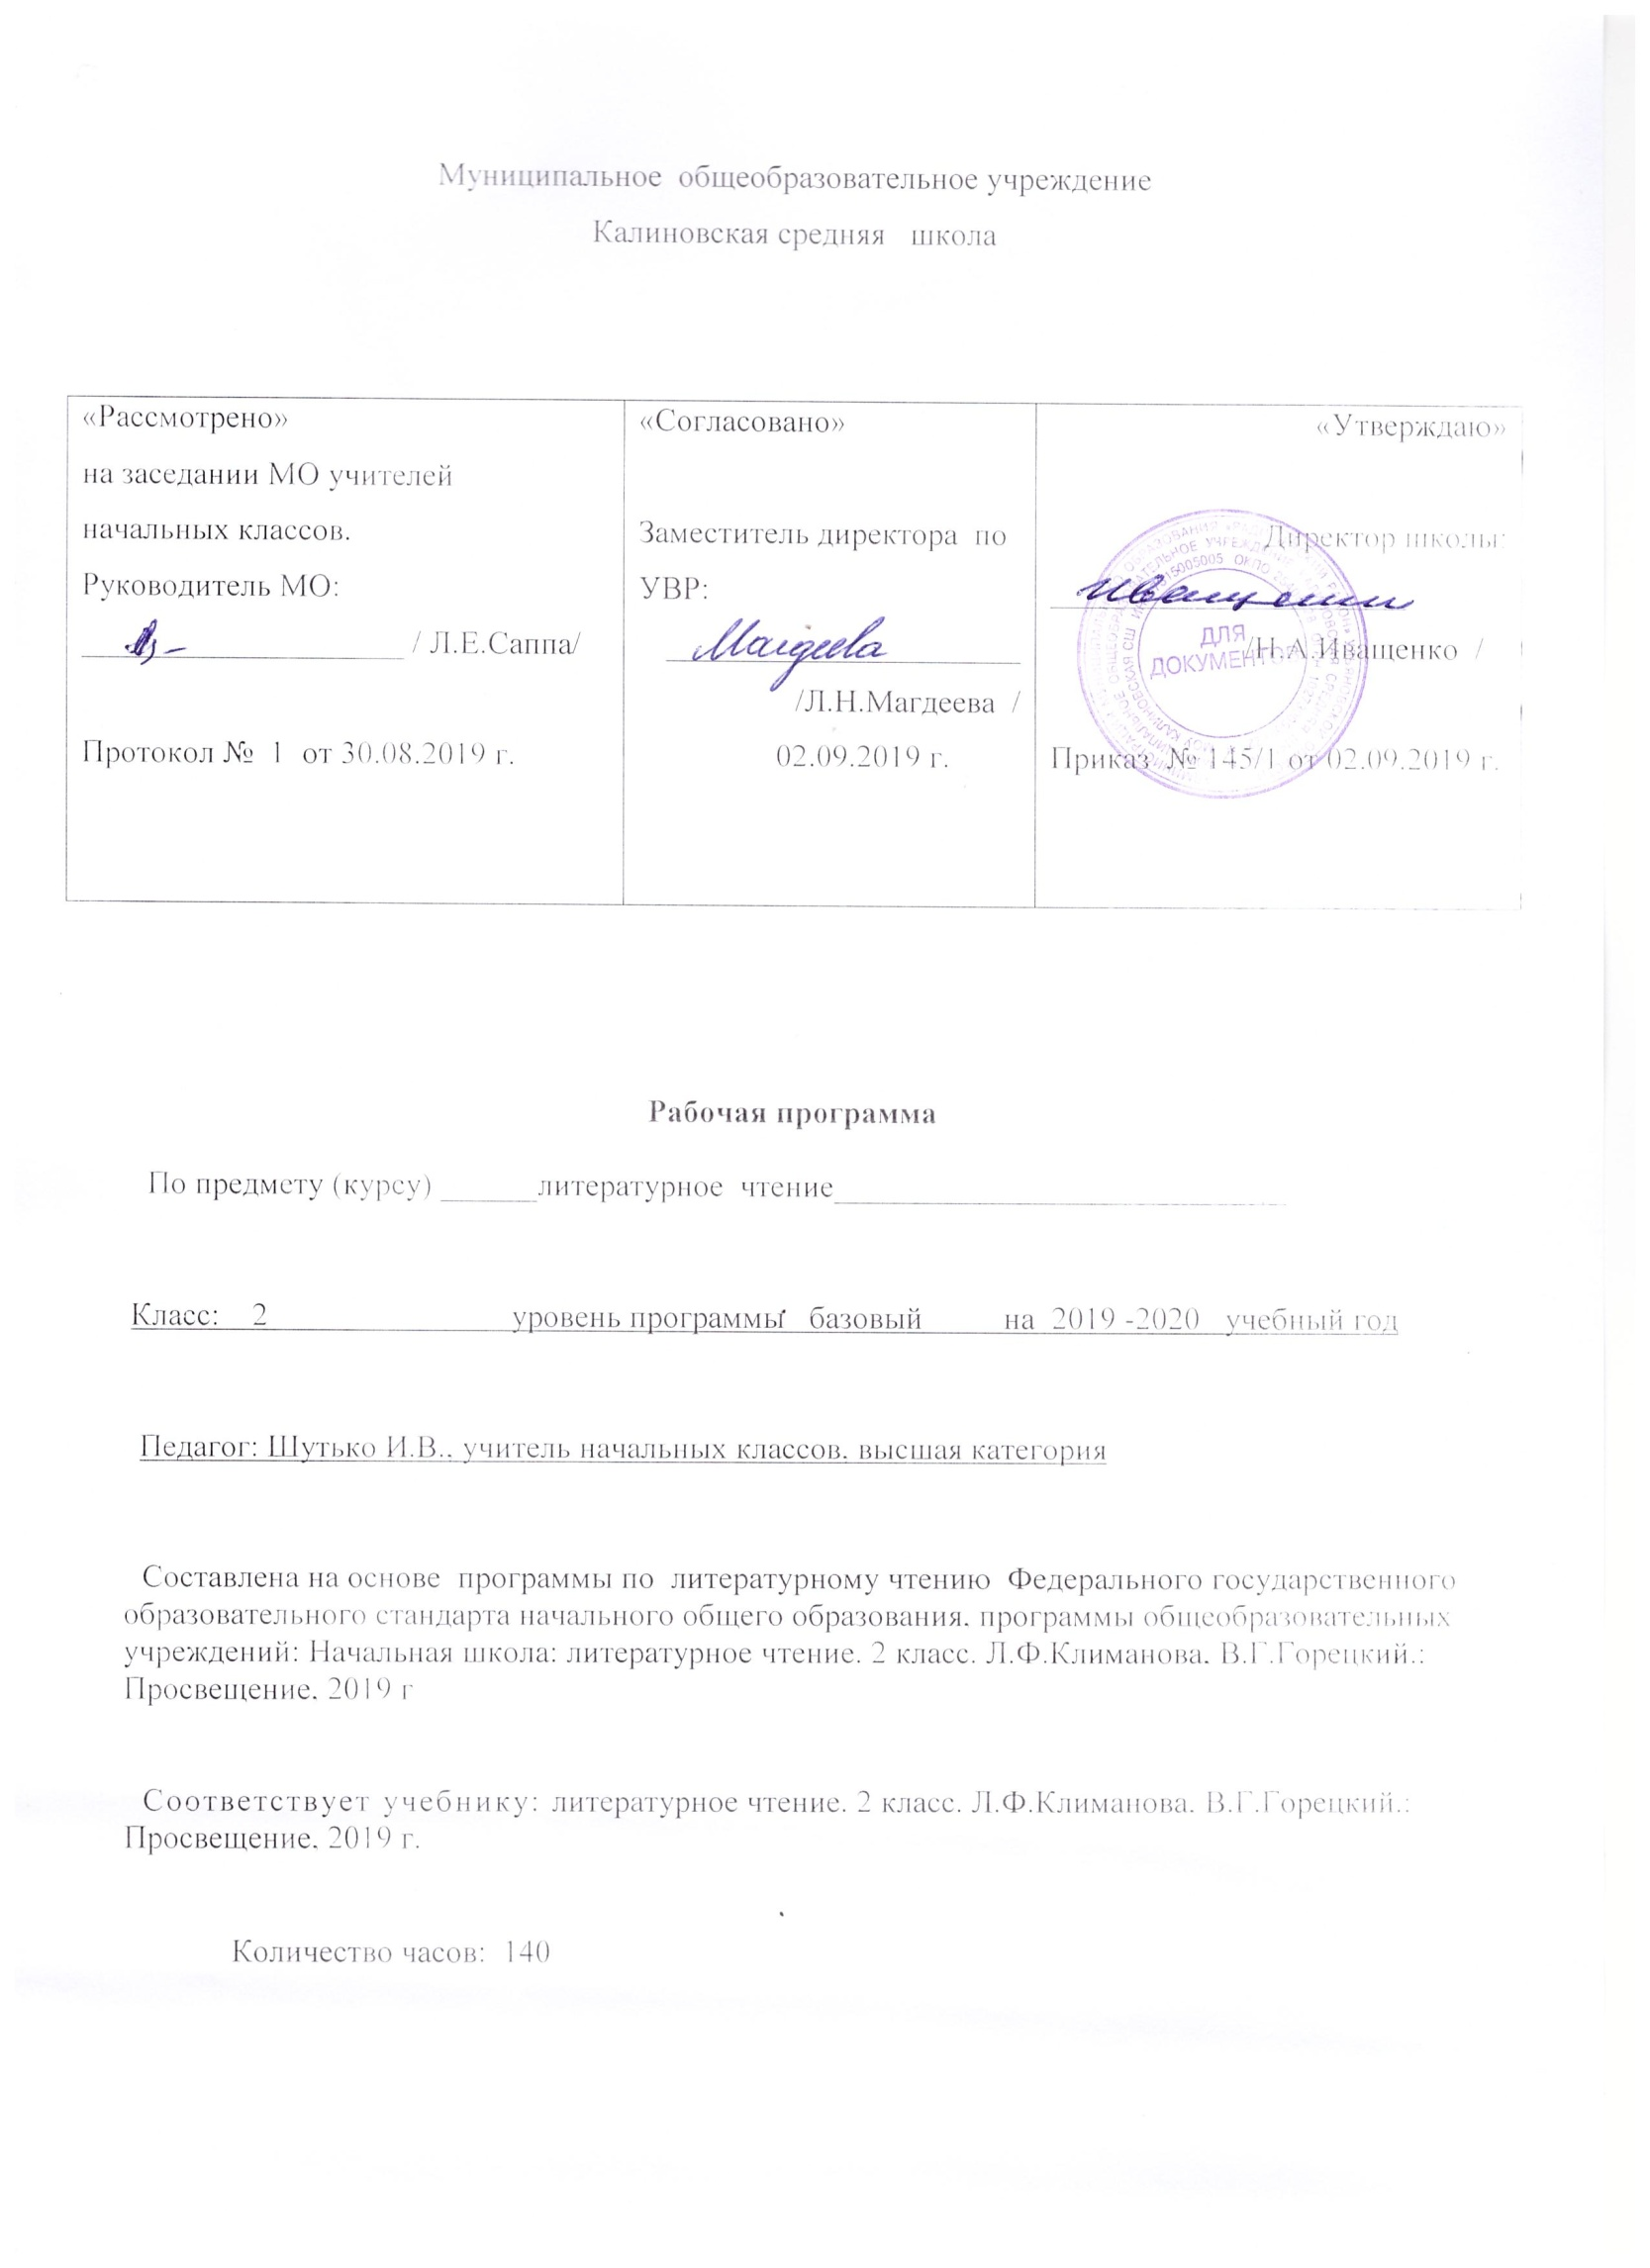 Муниципальное общеобразовательное учреждение
Калиновская средняя школа
«Рассмотрено»
на заседании МО учителей
начальных классов.
Руководитель МО:
/ Л.Е.Саппа/
Протокол № 1 от 30.08.2019 г.
«Согласовано»
Заместитель директора по
УВР:
Магдеева
/Л.Н.Магдеева /
02.09.2019 г.
«Утверждаю»
Директор школы:
Иващенко
/Н.А.Иващенко /
Приказ № 145/1 от 02.09.2019 г.
ДЛЯ
ДОКУМЕНТОВ
Рабочая программа
По предмету (курсу) ______литературное чтение____________________________
Класс: 2 уровень программы базовый на 2019 -2020 учебный год
Педагог: Шутько И.В., учитель начальных классов. высшая категория
Составлена на основе программы по литературному чтению Федерального государственного
образовательного стандарта начального общего образования. программы общеобразовательных
учреждений: Начальная школа: литературное чтение. 2 класс. Л.Ф.Климанова. В.Г.Горецкий.:
Просвещение. 2019 г
Соответствует учебнику: литературное чтение. 2 класс. Л.Ф.Климанова. В.Г.Горецкий.:
Просвещение. 2019 г.
Количество часов: 140